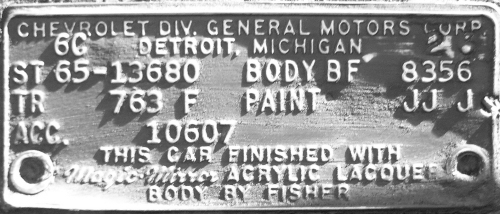 CHEVROLET DIV. GENERAL MOTORS CORP.
6C DETROIT, MICHIGAN
ST 65-13680 BODY BF 8356
TR 763 F PAINT JJ J
ACC. 10607
THIS CAR FINISHED WITH
Magic-Mirror ACRYLIC LACQUER
BODY BY FISHER